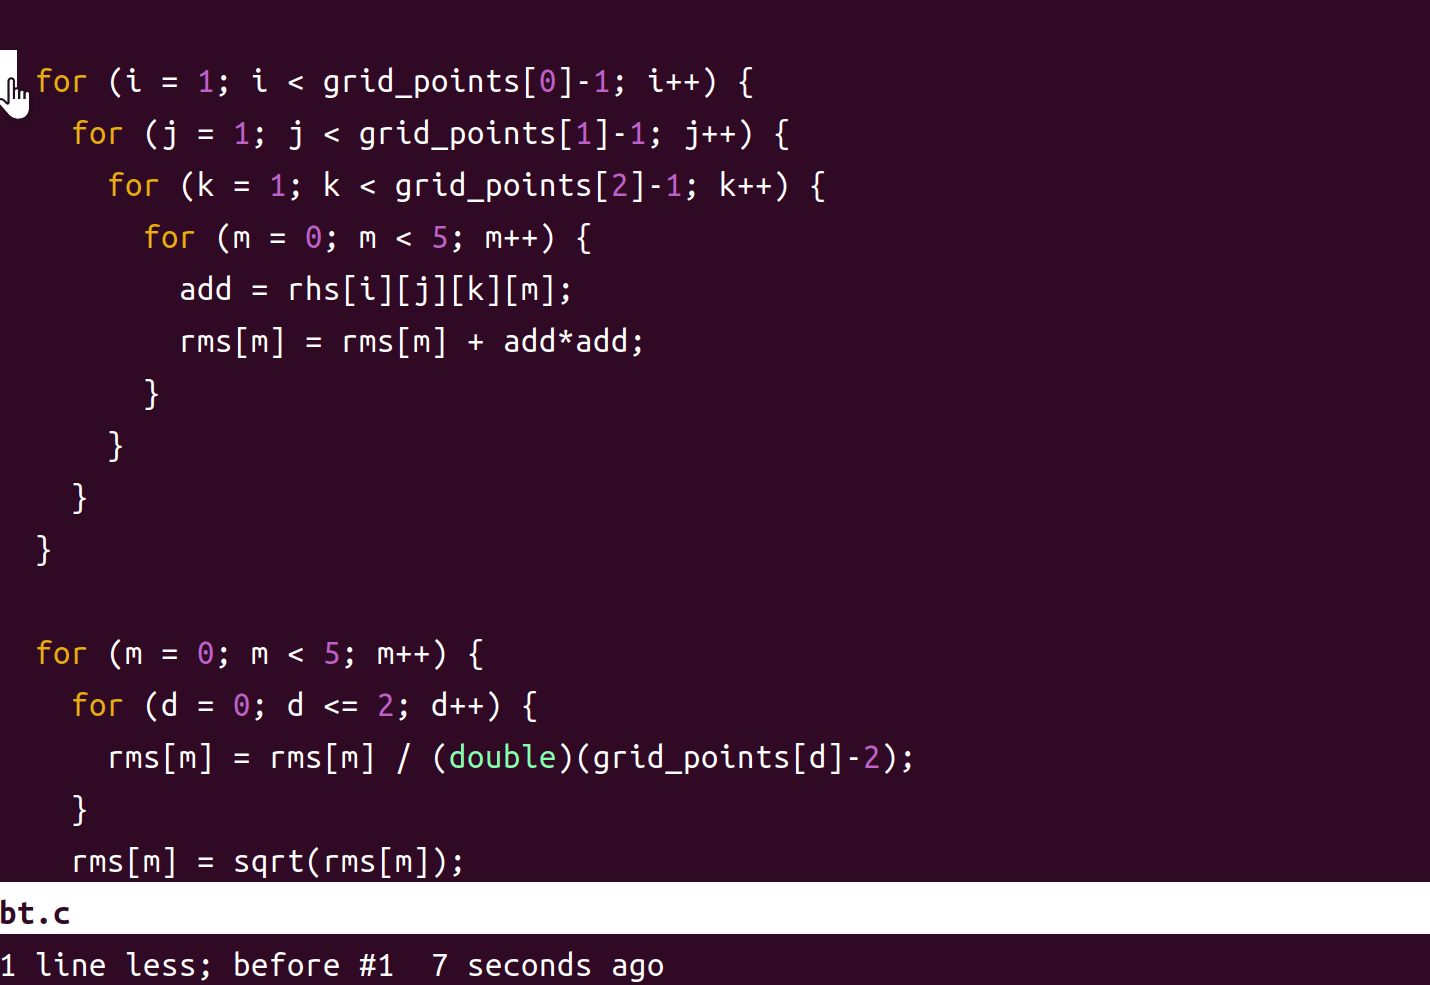 for (i = 1; i < grid_points[0]-1; i++) {
for (j = 1; j < grid_points[1]-1; j++) {
for (k = 1; k < grid_points[2]-1; k++) {
for (m = 0; m < 5; m++) {
add = rhs[i][j][k][m];
rms[m] = rms[m] + add*add;
}
}
}
}
for (m = 0; m < 5; m++) {
for (d = 0; d <= 2; d++) {
rms[m] = rms[m] / (double)(grid_points[d]-2);
}
rms[m] = sqrt(rms[m]);
bt.c
1 line less; before #1  7 seconds ago